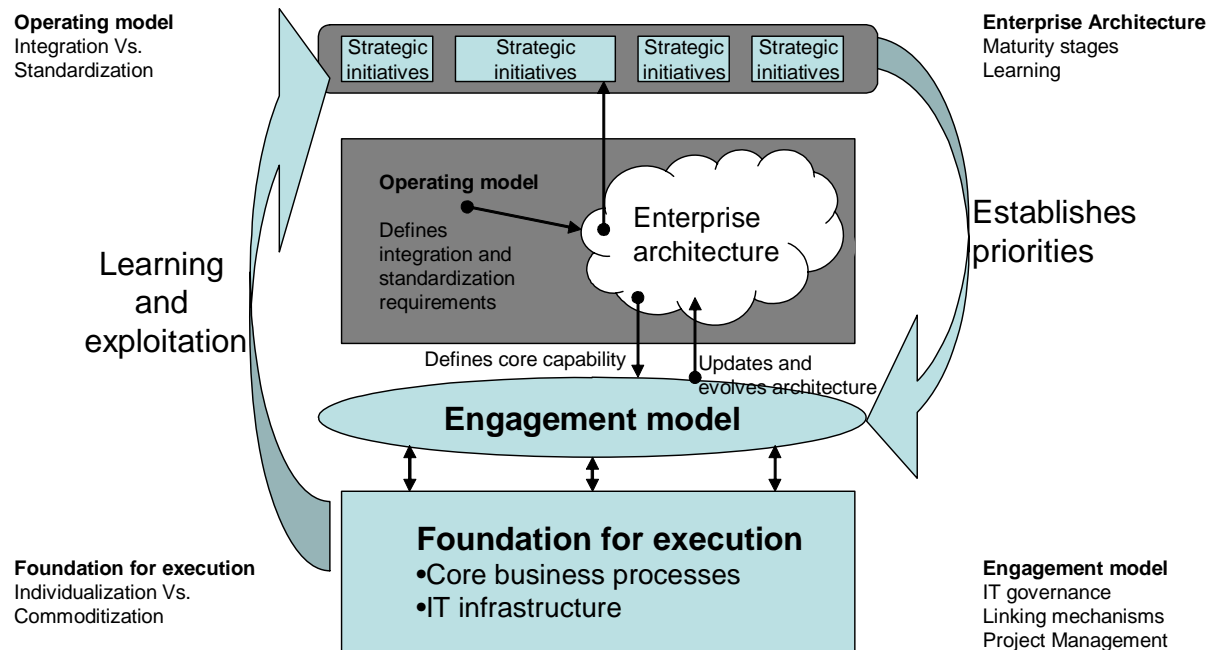 Operating model
Integration Vs.
Standardization
Strategic
initiatives
Strategic
initiatives
Strategic
initiatives
Strategic
initiatives
Enterprise Architecture
Maturity stages
Learning
Operating model
Defines
integration and
standardization
requirements
Enterprise
architecture
Establishes
priorities
Learning
and
exploitation
Defines core capability
Updates and
evolves architecture
Engagement model
Foundation for execution
•Core business processes
•IT infrastructure
Foundation for execution
Individualization Vs.
Commoditization
Engagement model
IT governance
Linking mechanisms
Project Management